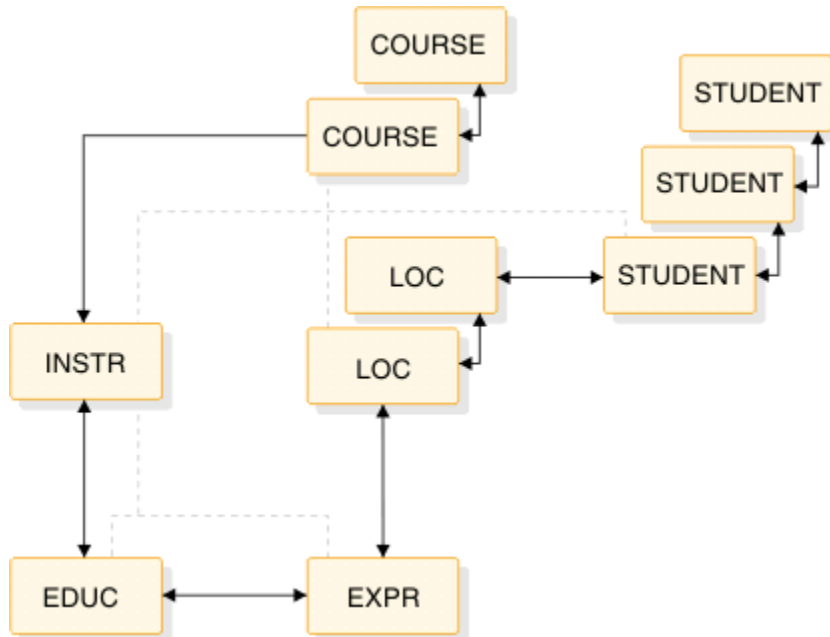 COURSE
COURSE
STUDENT
STUDENT
STUDENT
LOC
LOC
INSTR
EDUC
EXPR